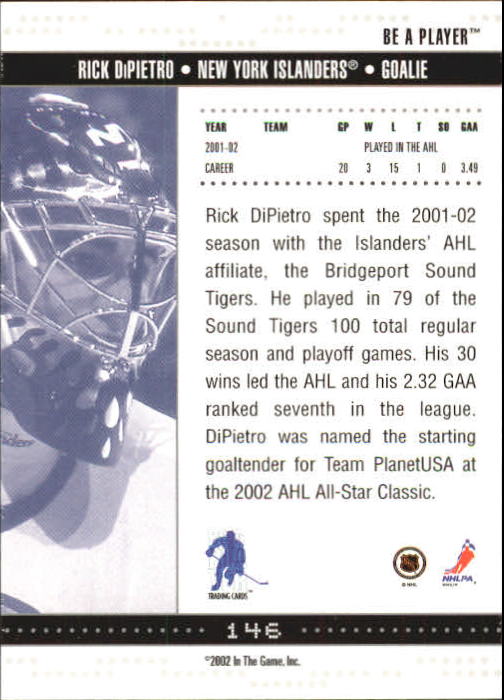 BE A PLAYER™
RICK DiPIETRO • NEW YORK ISLANDERS® • GOALIE
YEAR TEAM GP W L T SO GAA
2001-02 PLAYED IN THE AHL
CAREER 20 3 15 1 0 3.49
Rick DiPietro spent the 2001-02
season with the Islanders' AHL
affiliate, the Bridgeport Sound
Tigers. He played in 79 of the
Sound Tigers 100 total regular
season and playoff games. His 30
wins led the AHL and his 2.32 GAA
ranked seventh in the league.
DiPietro was named the starting
goaltender for Team PlanetUSA at
the 2002 AHL All-Star Classic.
TRADING CARDS™
© NHL
NHLPA
146
©2002 In The Game, Inc.